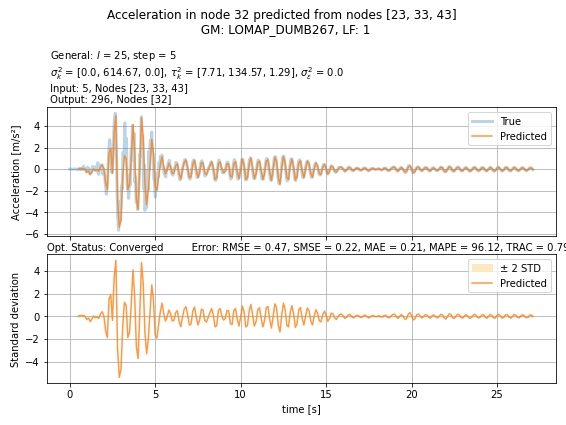 Acceleration in node 32 predicted from nodes [23, 33, 43]
GM: LOMAP_DUMB267, LF: 1
General: l = 25, step = 5
σ²ₖ = [0.0, 614.67, 0.0], τ²ₖ = [7.71, 134.57, 1.29], σ²ε = 0.0
Input: 5, Nodes [23, 33, 43]
Output: 296, Nodes [32]
Acceleration [m/s²]
4
2
0
−2
−4
−6
True
Predicted
Opt. Status: Converged Error: RMSE = 0.47, SMSE = 0.22, MAE = 0.21, MAPE = 96.12, TRAC = 0.79
Standard deviation
4
2
0
−2
−4
± 2 STD
Predicted
0 5 10 15 20 25
time [s]